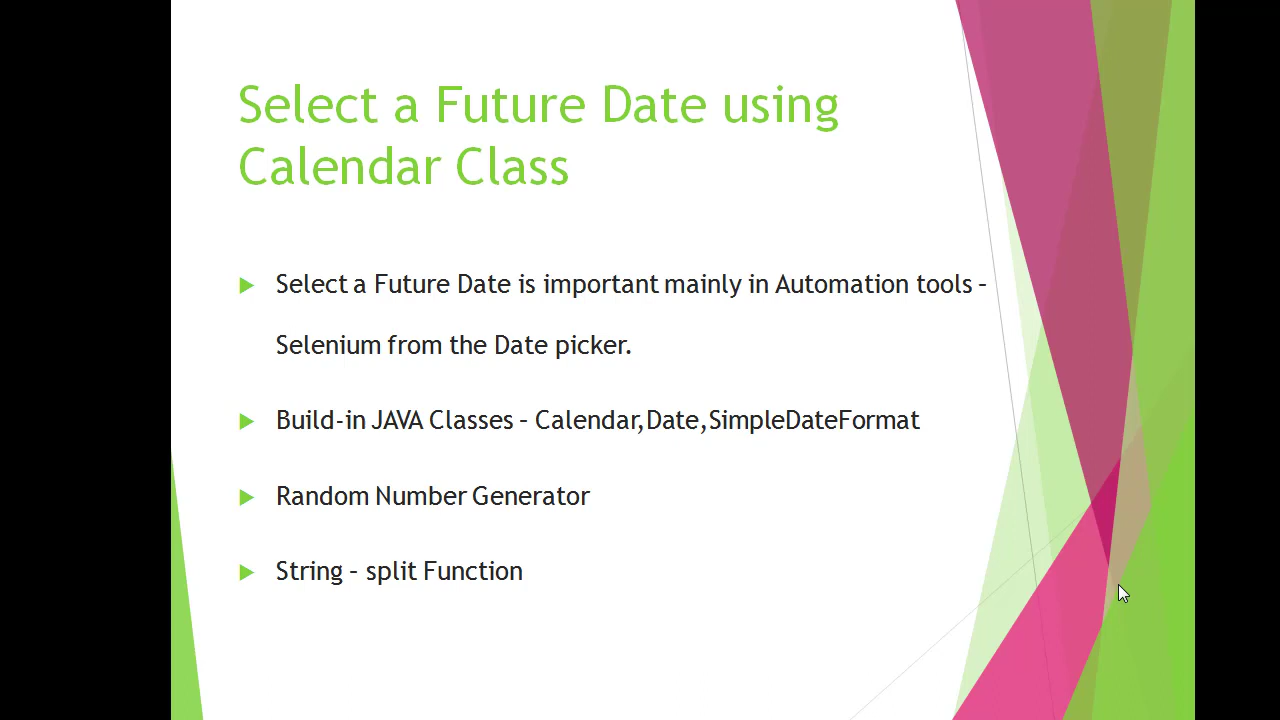 Select a Future Date using
Calendar Class
Select a Future Date is important mainly in Automation tools –
Selenium from the Date picker.
Build-in JAVA Classes – Calendar,Date,SimpleDateFormat
Random Number Generator
String – split Function